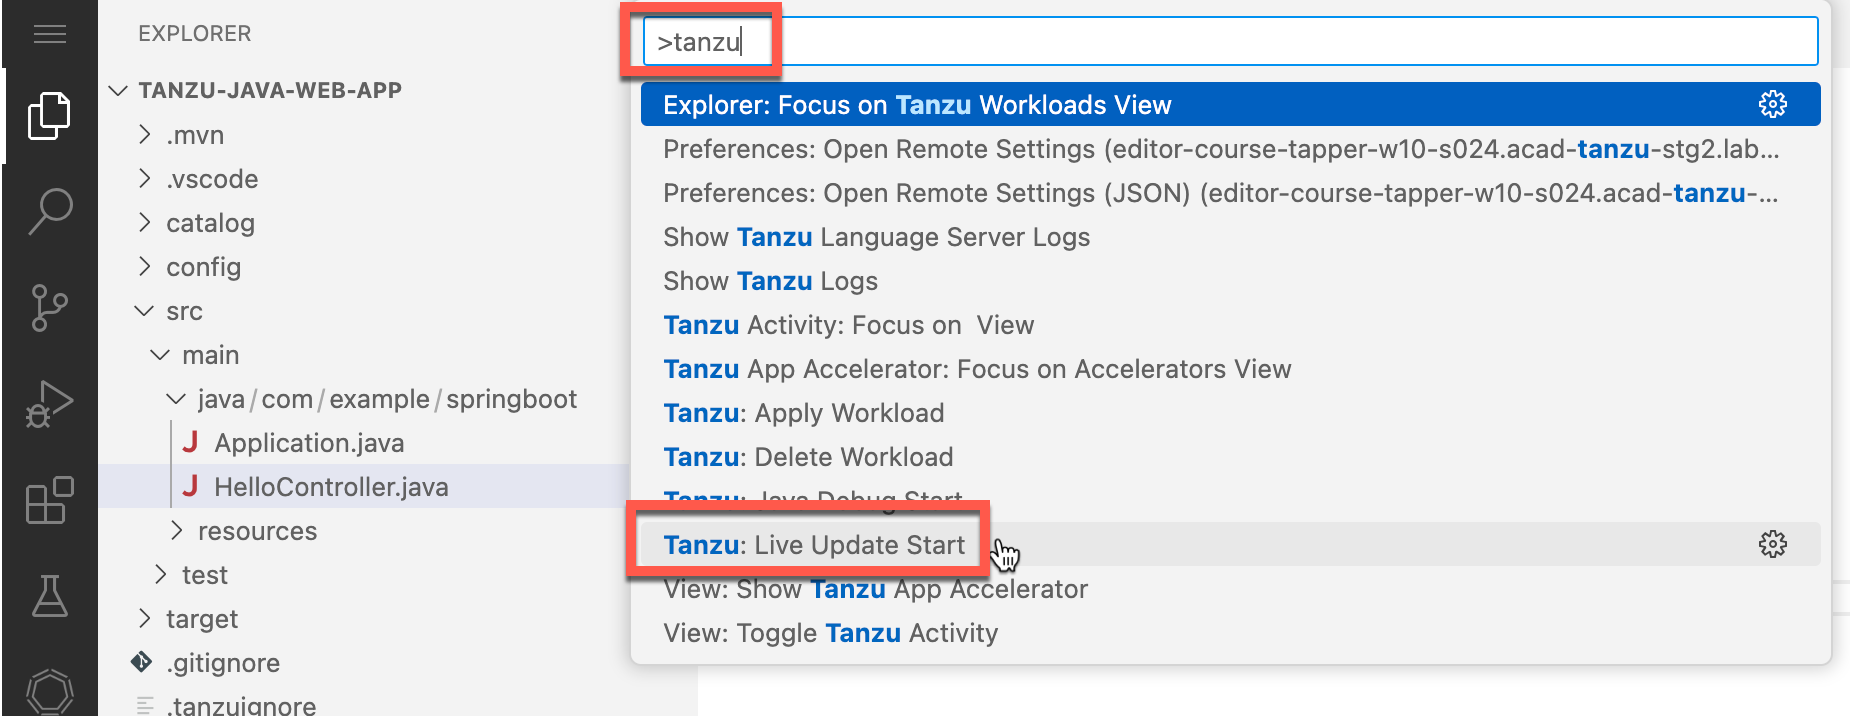 EXPLORER
TANZU-JAVA-WEB-APP
.mvn
.vscode
catalog
config
src
main
java/com/example/springboot
J Application.java
J HelloController.java
resources
test
target
.gitignore
.tanzuignore
>tanzu
Explorer: Focus on Tanzu Workloads View
Preferences: Open Remote Settings (editor-course-tapper-w10-s024.acad-tanzu-stg2.lab...
Preferences: Open Remote Settings (JSON) (editor-course-tapper-w10-s024.acad-tanzu-...
Show Tanzu Language Server Logs
Show Tanzu Logs
Tanzu Activity: Focus on  View
Tanzu App Accelerator: Focus on Accelerators View
Tanzu: Apply Workload
Tanzu: Delete Workload
Tanzu: Java Debug Start
Tanzu: Live Update Start
View: Show Tanzu App Accelerator
View: Toggle Tanzu Activity